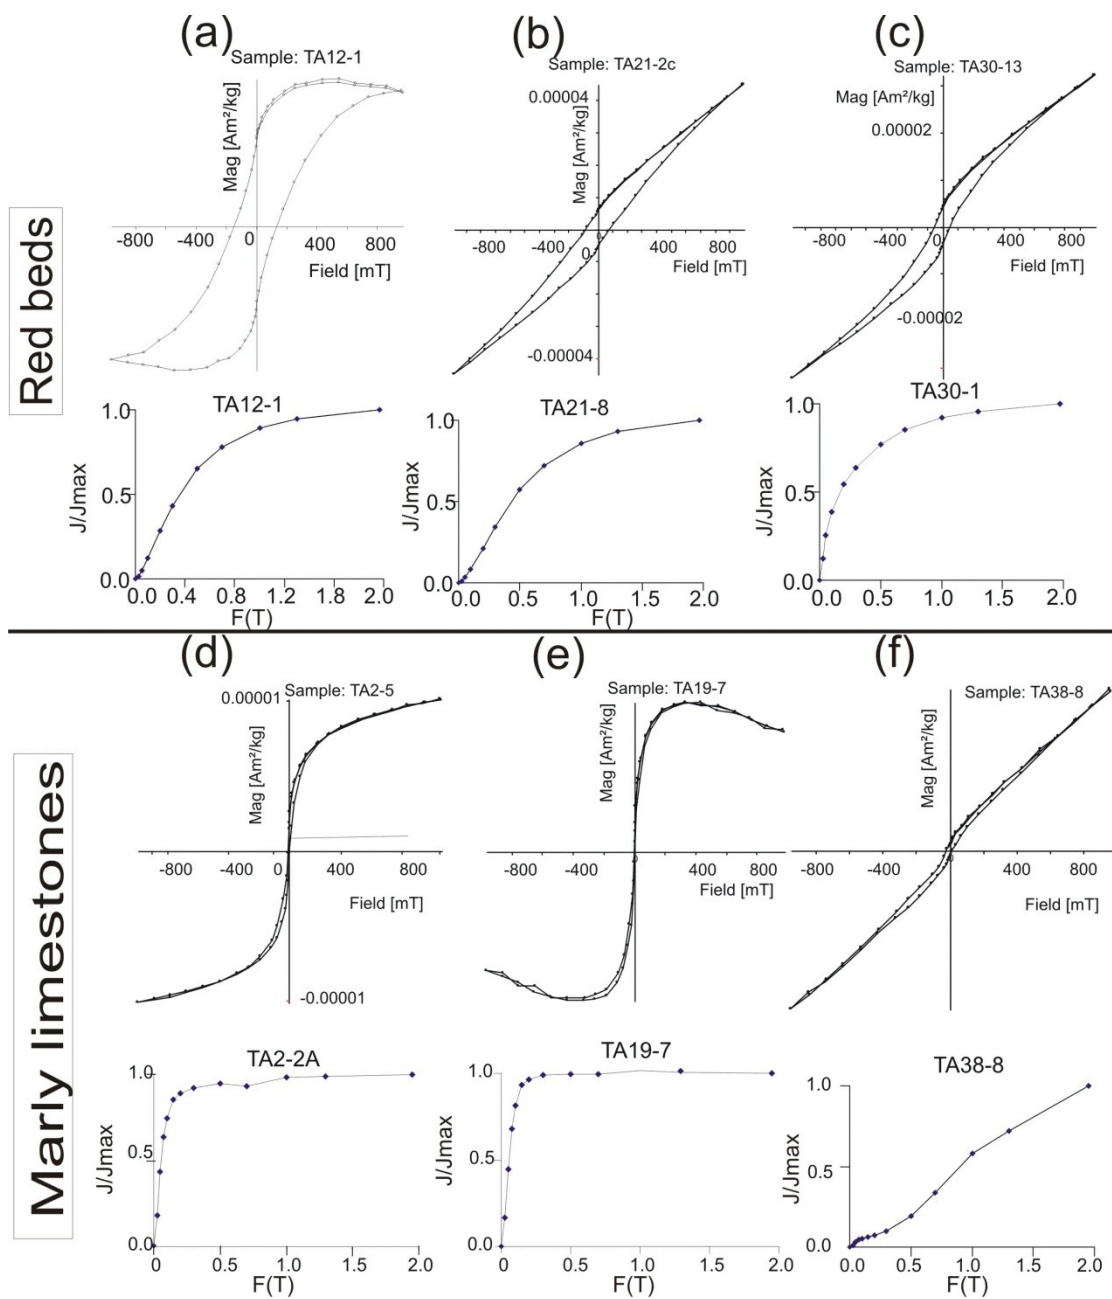 (a)
(b)
(c)
Red beds
Sample: TA12-1
Mag [Am²/kg]
-800
-400
0
400
800
Field [mT]
Sample: TA21-2c
0.00004
Mag [Am²/kg]
-800
-400
0
0
400
800
Field [mT]
-0.00004
Sample: TA30-13
Mag [Am²/kg]
0.00002
-800
-400
0
400
800
Field [mT]
-0.00002
TA12-1
1.0
0.5
0.0
J/Jmax
0.0
0.4
0.8
1.2
1.6
2.0
F(T)
TA21-8
1.0
0.5
0.0
J/Jmax
0.0
0.5
1.0
1.5
2.0
F(T)
TA30-1
1.0
0.5
0.0
J/Jmax
0.0
0.5
1.0
1.5
2.0
F(T)
(d)
(e)
(f)
Marly limestones
Sample: TA2-5
0.00001
Mag [Am²/kg]
-800
-400
400
800
Field [mT]
-0.00001
Sample: TA19-7
Mag [Am²/kg]
-800
-400
0
400
800
Field [mT]
Sample: TA38-8
Mag [Am²/kg]
-800
-400
0
400
800
Field [mT]
TA2-2A
1.0
0.5
0.0
J/Jmax
0.0
1.0
2.0
F(T)
TA19-7
1.0
0.5
0.0
J/Jmax
0.0
1.0
2.0
F(T)
TA38-8
1.0
0.5
0.0
J/Jmax
0.0
0.5
1.0
1.5
2.0
F(T)